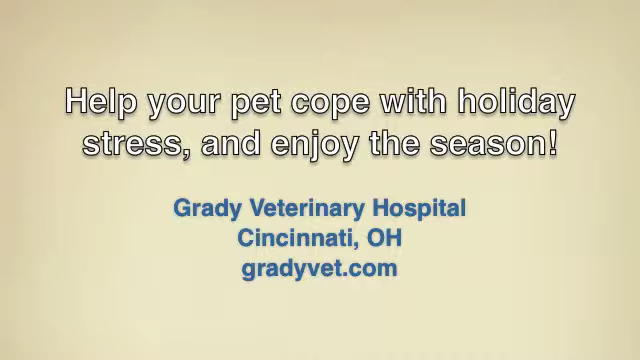 Help your pet cope with holiday
stress, and enjoy the season!
Grady Veterinary Hospital
Cincinnati, OH
gradyvet.com